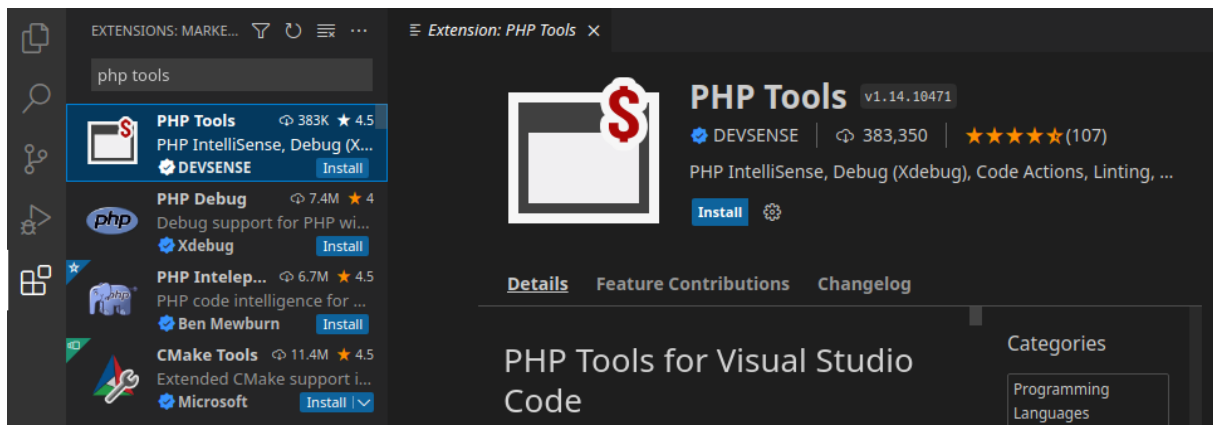 EXTENSIONS: MARKE...
php tools
PHP Tools 383K ★ 4.5
PHP IntelliSense, Debug (X...
DEVSENSE Install
PHP Debug 7.4M ★ 4
Debug support for PHP wi...
Xdebug Install
PHP Intelep... 6.7M ★ 4.5
PHP code intelligence for ...
Ben Mewburn Install
CMake Tools 11.4M ★ 4.5
Extended CMake support i...
Microsoft Install
Extension: PHP Tools
$
PHP Tools v1.14.10471
DEVSENSE 383,350 (107)
PHP IntelliSense, Debug (Xdebug), Code Actions, Linting, ...
Install
Details Feature Contributions Changelog
PHP Tools for Visual Studio
Code
Categories
Programming
Languages